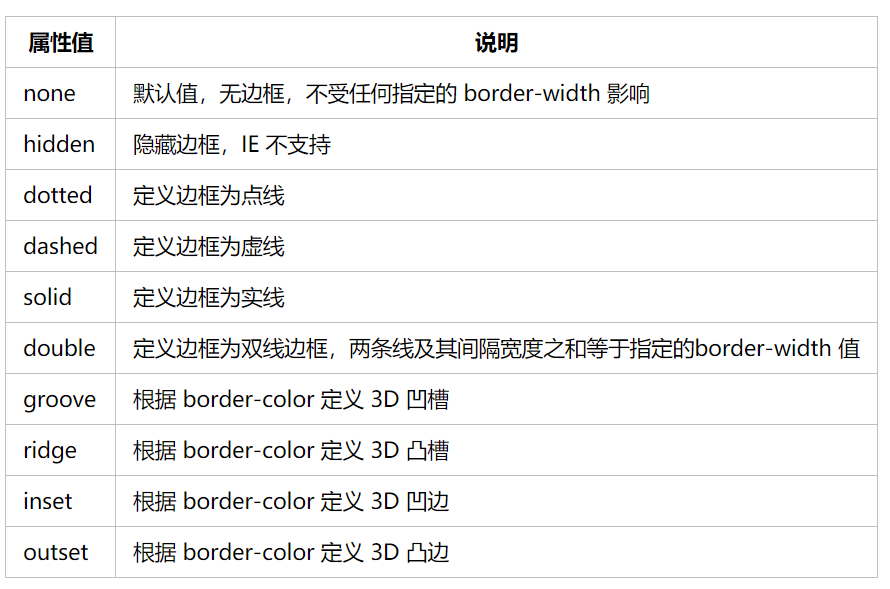 属性值 说明
none 默认值，无边框，不受任何指定的 border-width 影响
hidden 隐藏边框，IE 不支持
dotted 定义边框为点线
dashed 定义边框为虚线
solid 定义边框为实线
double 定义边框为双线边框，两条线及其间隔宽度之和等于指定的border-width 值
groove 根据 border-color 定义 3D 凹槽
ridge 根据 border-color 定义 3D 凸槽
inset 根据 border-color 定义 3D 凹边
outset 根据 border-color 定义 3D 凸边